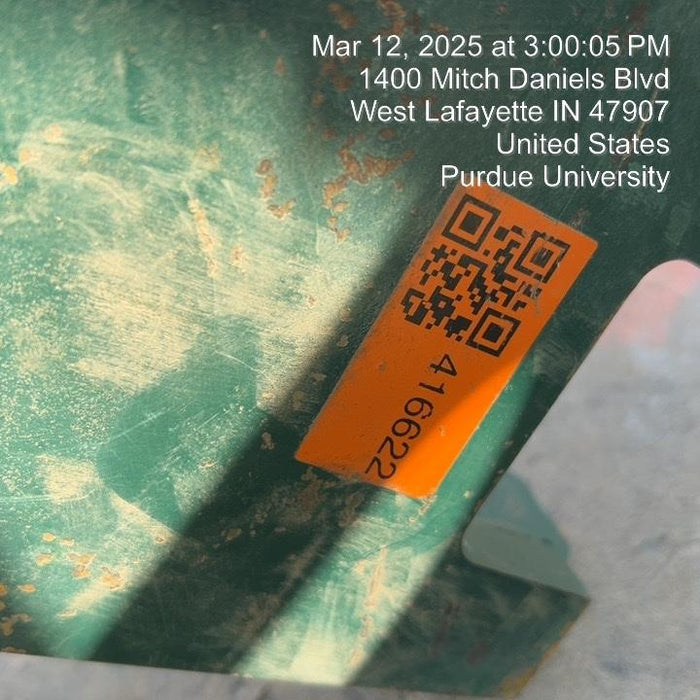 Mar 12, 2025 at 3:00:05 PM
1400 Mitch Daniels Blvd
West Lafayette IN 47907
United States
Purdue University
416622